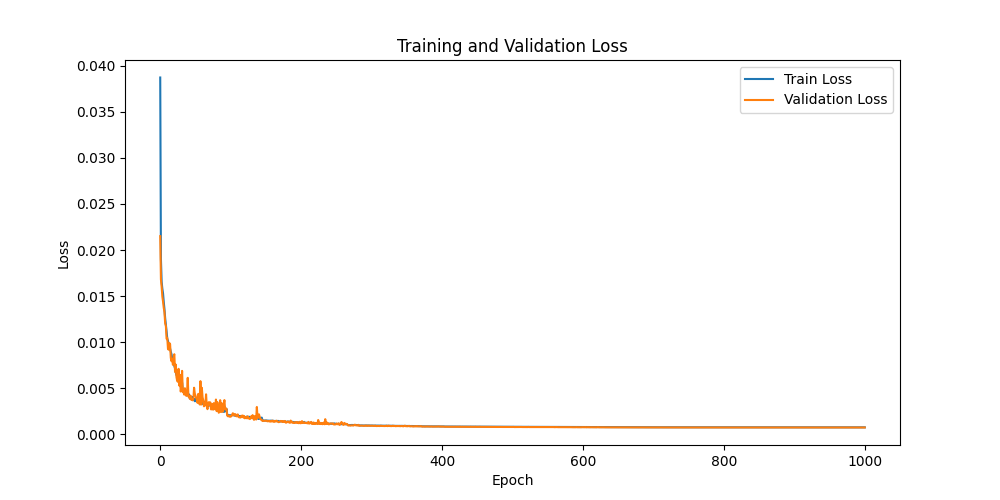 Training and Validation Loss
Train Loss
Validation Loss
0.040
0.035
0.030
0.025
0.020
0.015
0.010
0.005
0.000
Loss
0 200 400 600 800 1000
Epoch